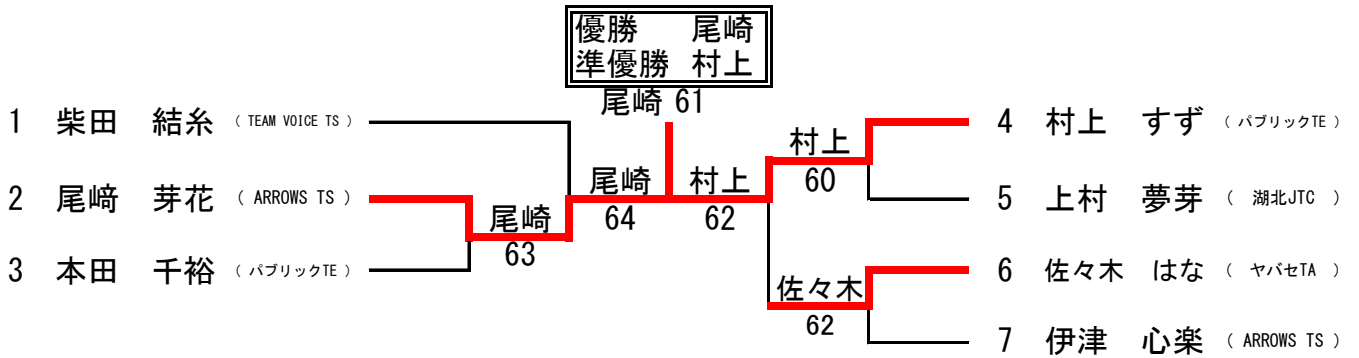 優勝 尾崎
準優勝 村上
尾崎 61
1 柴田 結糸 （ TEAM VOICE TS ）
2 尾﨑 芽花 （ ARROWS TS ）
3 本田 千裕 （ パブリックTE ）
尾崎
63
尾崎
64
村上
62
村上
60
佐々木
62
4 村上 すず （ パブリックTE ）
5 上村 夢芽 （ 湖北JTC ）
6 佐々木 はな （ ヤバセTA ）
7 伊津 心楽 （ ARROWS TS ）